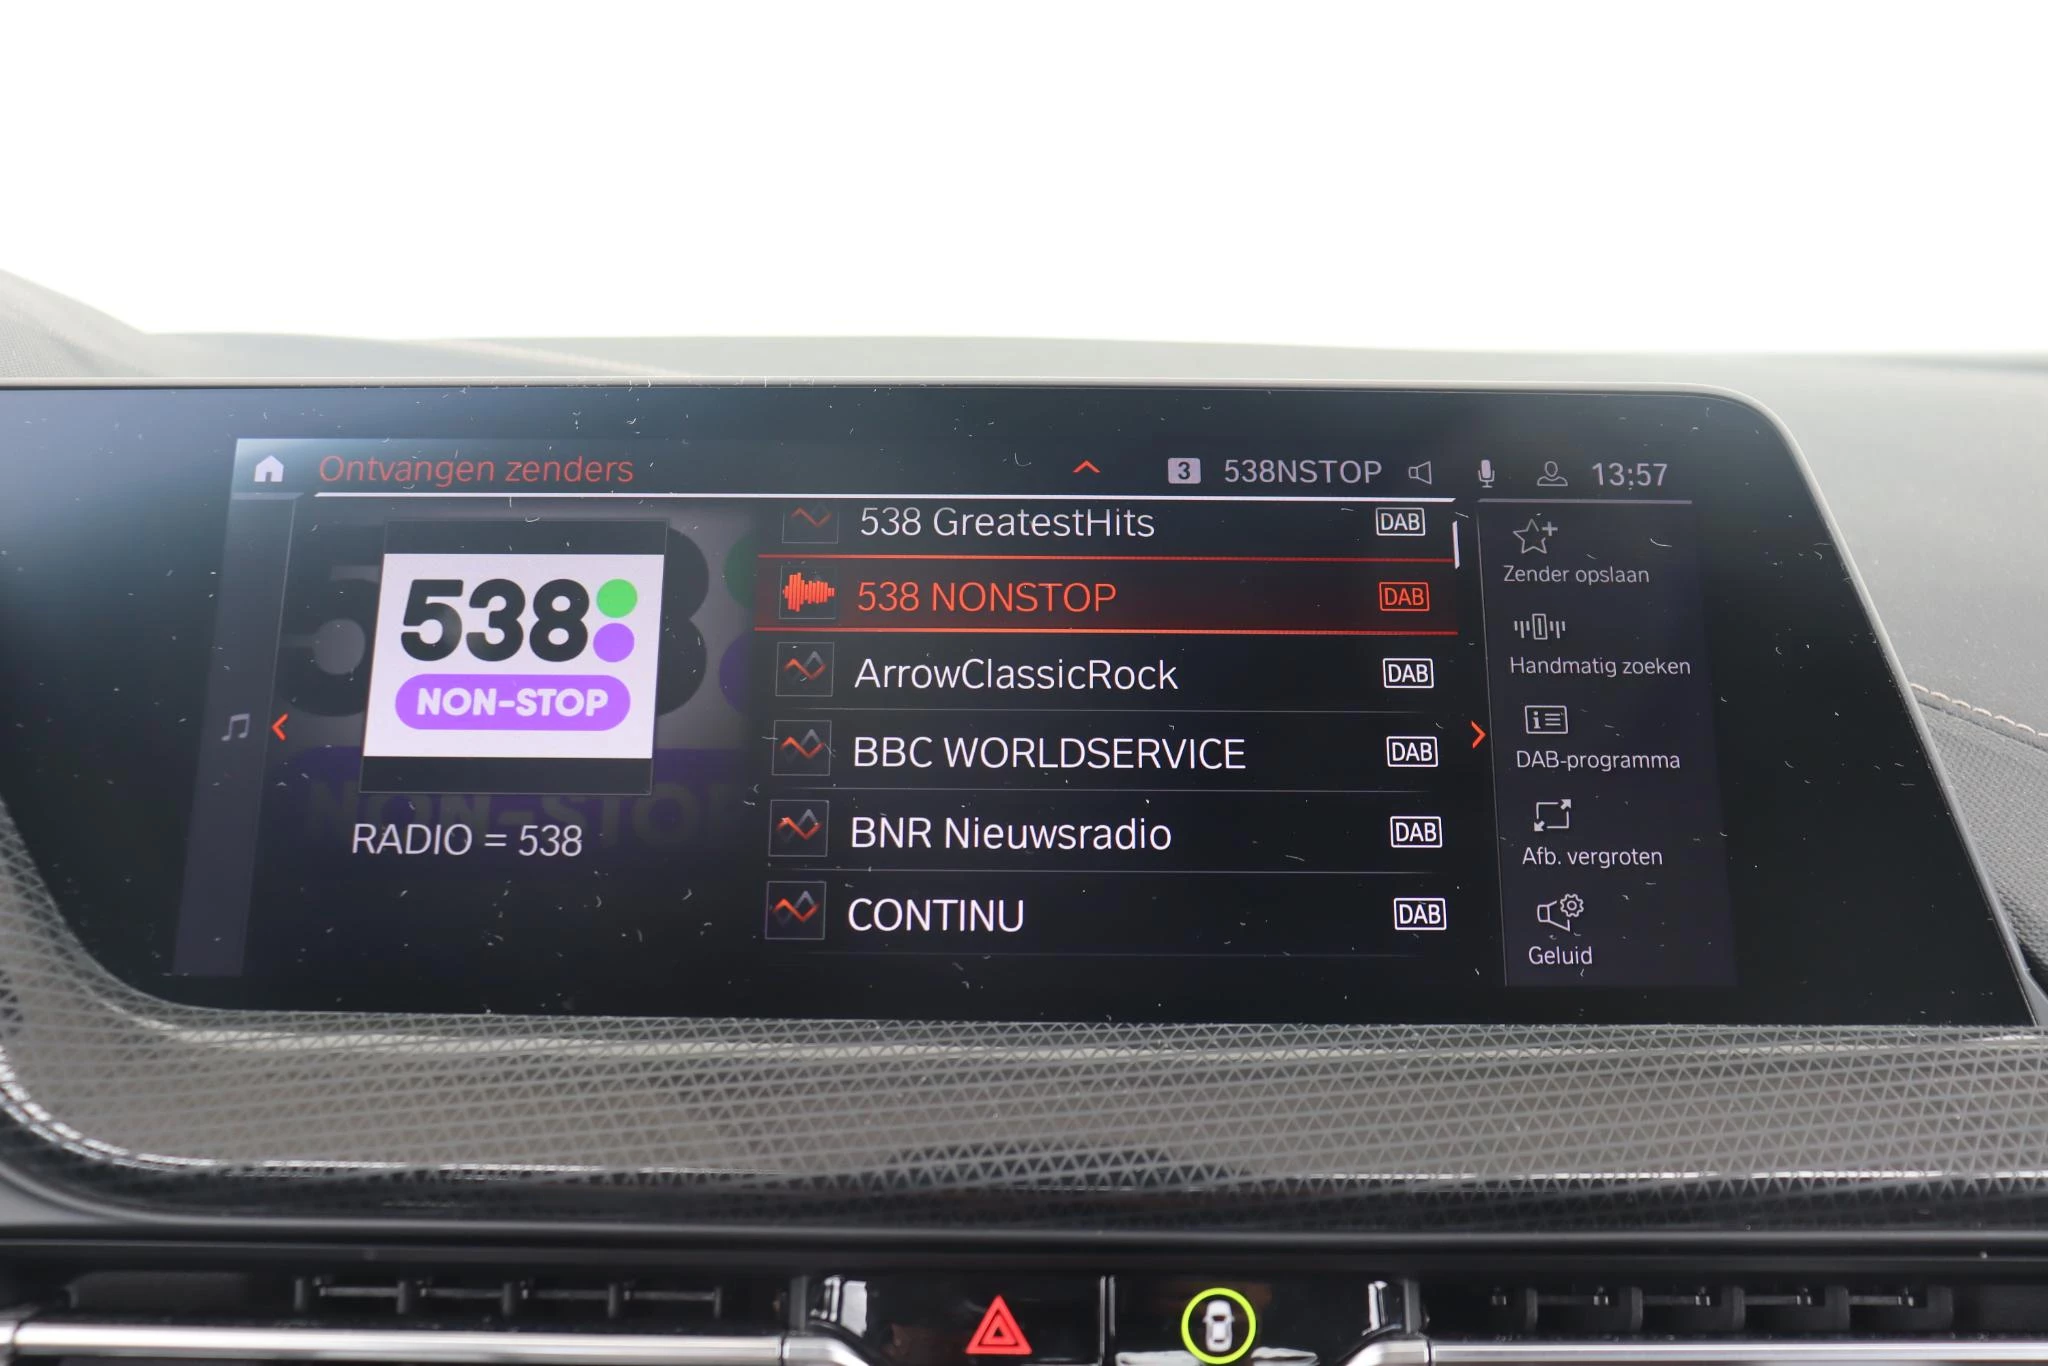 Ontvangen zenders
3 538NSTOP 13:57
538 GreatestHits DAB
538 NONSTOP DAB
ArrowClassicRock DAB
BBC WORLDSERVICE DAB
BNR Nieuwsradio DAB
CONTINU DAB
538
NON-STOP
RADIO = 538
Zender opslaan
Handmatig zoeken
DAB-programma
Afb. vergroten
Geluid